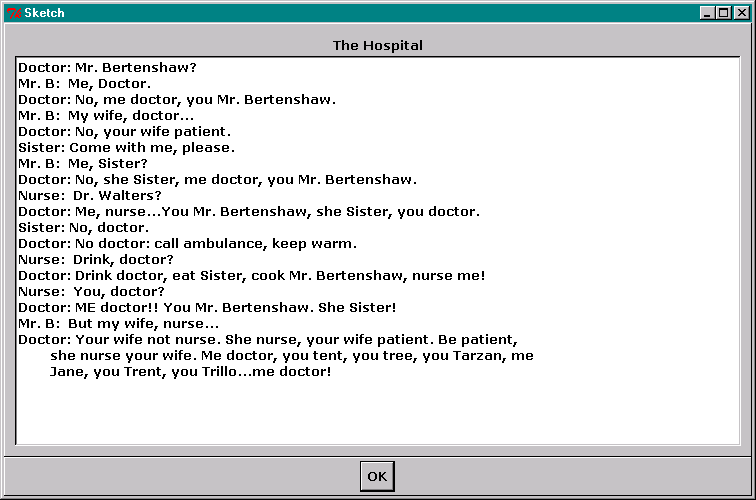 Sketch
The Hospital
Doctor: Mr. Bertenshaw?
Mr. B:  Me, Doctor.
Doctor: No, me doctor, you Mr. Bertenshaw.
Mr. B:  My wife, doctor...
Doctor: No, your wife patient.
Sister: Come with me, please.
Mr. B:  Me, Sister?
Doctor: No, she Sister, me doctor, you Mr. Bertenshaw.
Nurse:  Dr. Walters?
Doctor: Me, nurse...You Mr. Bertenshaw, she Sister, you doctor.
Sister: No, doctor.
Doctor: No doctor: call ambulance, keep warm.
Nurse:  Drink, doctor?
Doctor: Drink doctor, eat Sister, cook Mr. Bertenshaw, nurse me!
Nurse:  You, doctor?
Doctor: ME doctor!! You Mr. Bertenshaw. She Sister!
Mr. B:  But my wife, nurse...
Doctor: Your wife not nurse. She nurse, your wife patient. Be patient,
she nurse your wife. Me doctor, you tent, you tree, you Tarzan, me
Jane, you Trent, you Trillo...me doctor!
OK